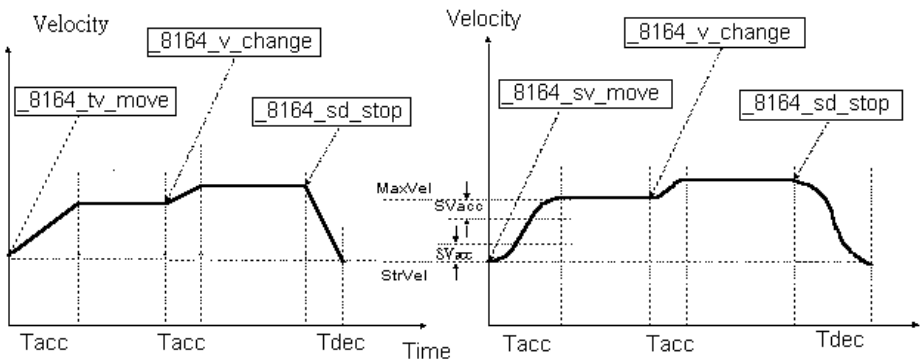 Velocity
_8164_v_change
_8164_tv_move
_8164_sd_stop
Tacc
Tacc
Tdec
Time
Velocity
_8164_v_change
_8164_sv_move
_8164_sd_stop
MaxVel
SVacc
SVacc
StrVel
Tacc
Tacc
Tdec